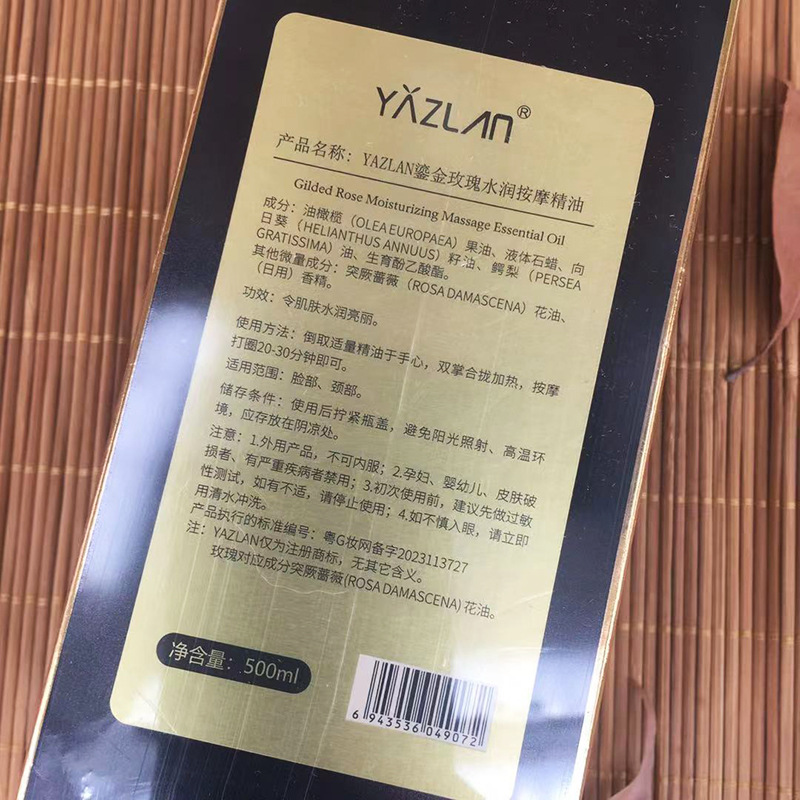 YAZLAN®
产品名称：YAZLAN鎏金玫瑰水润按摩精油
Gilded Rose Moisturizing Massage Essential Oil
成分：油橄榄（OLEA EUROPAEA）果油、液体石蜡、向
日葵（HELIANTHUS ANNUUS）籽油、鳄梨（PERSEA
GRATISSIMA）油、生育酚乙酸酯。
其他微量成分：突厥蔷薇（ROSA DAMASCENA）花油、
（日用）香精。
功效：令肌肤水润亮丽。
使用方法：倒取适量精油于手心，双掌合拢加热，按摩
打圈20-30分钟即可。
适用范围：脸部、颈部。
储存条件：使用后拧紧瓶盖，避免阳光照射、高温环
境，应存放在阴凉处。
注意：1.外用产品，不可内服；2.孕妇、婴幼儿、皮肤破
损者、有严重疾病者禁用；3.初次使用前，建议先做过敏
性测试，如有不适，请停止使用；4.如不慎入眼，请立即
用清水冲洗。
产品执行的标准编号：粤G妆网备字2023113727
注：YAZLAN仅为注册商标，无其它含义。
玫瑰对应成分突厥蔷薇(ROSA DAMASCENA)花油。
净含量：500ml
6 943536 049072